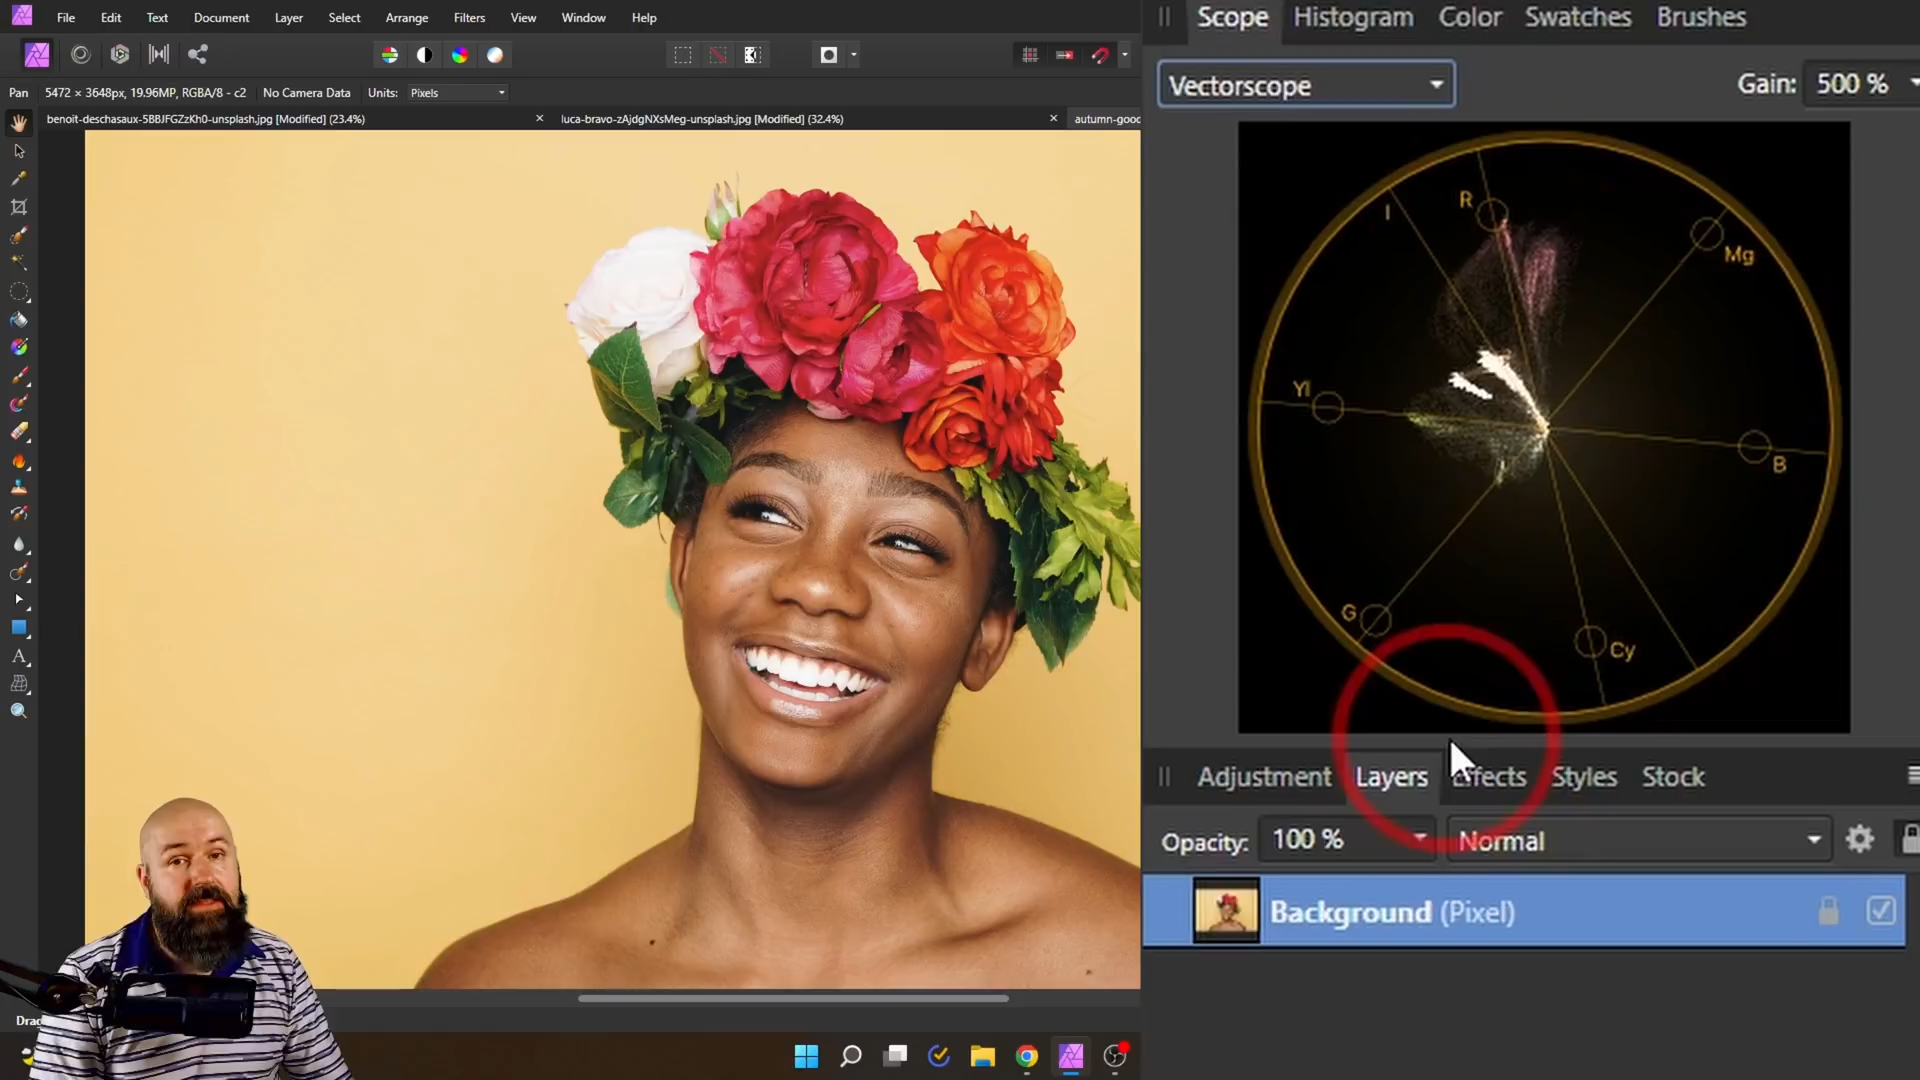 File Edit Text Document Layer Select Arrange Filters View Window Help
Pan 5472 × 3648px, 19.96MP, RGBA/8 - c2 No Camera Data Units: Pixels
benoit-deschasaux-5BBJFGZzKh0-unsplash.jpg [Modified] (23.4%)
luca-bravo-zAjdgNXsMeg-unsplash.jpg [Modified] (32.4%)
autumn-good
A
Scope Histogram Color Swatches Brushes
Vectorscope
Gain: 500 %
R
I
Mg
Yl
B
G
Cy
Adjustment Layers Effects Styles Stock
Opacity: 100 % Normal
Background (Pixel)
Drag